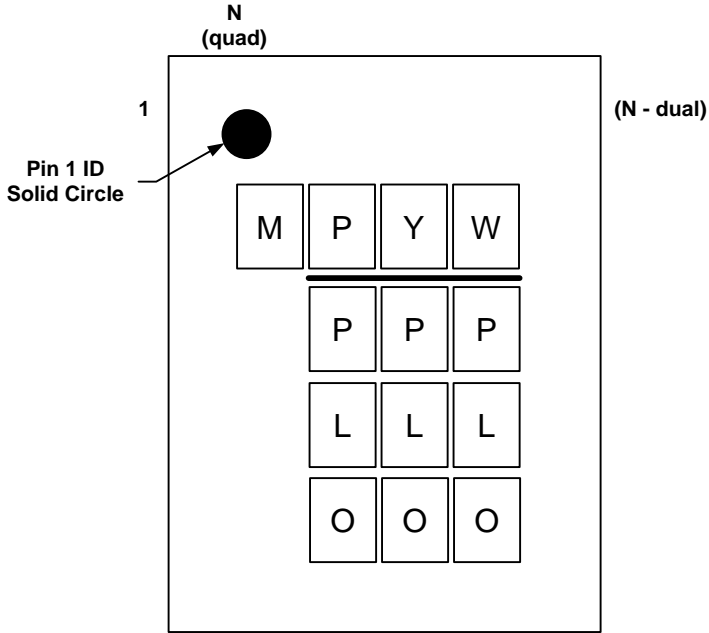 N
(quad)
1
(N - dual)
Pin 1 ID
Solid Circle
M P Y W
P P P
L L L
O O O